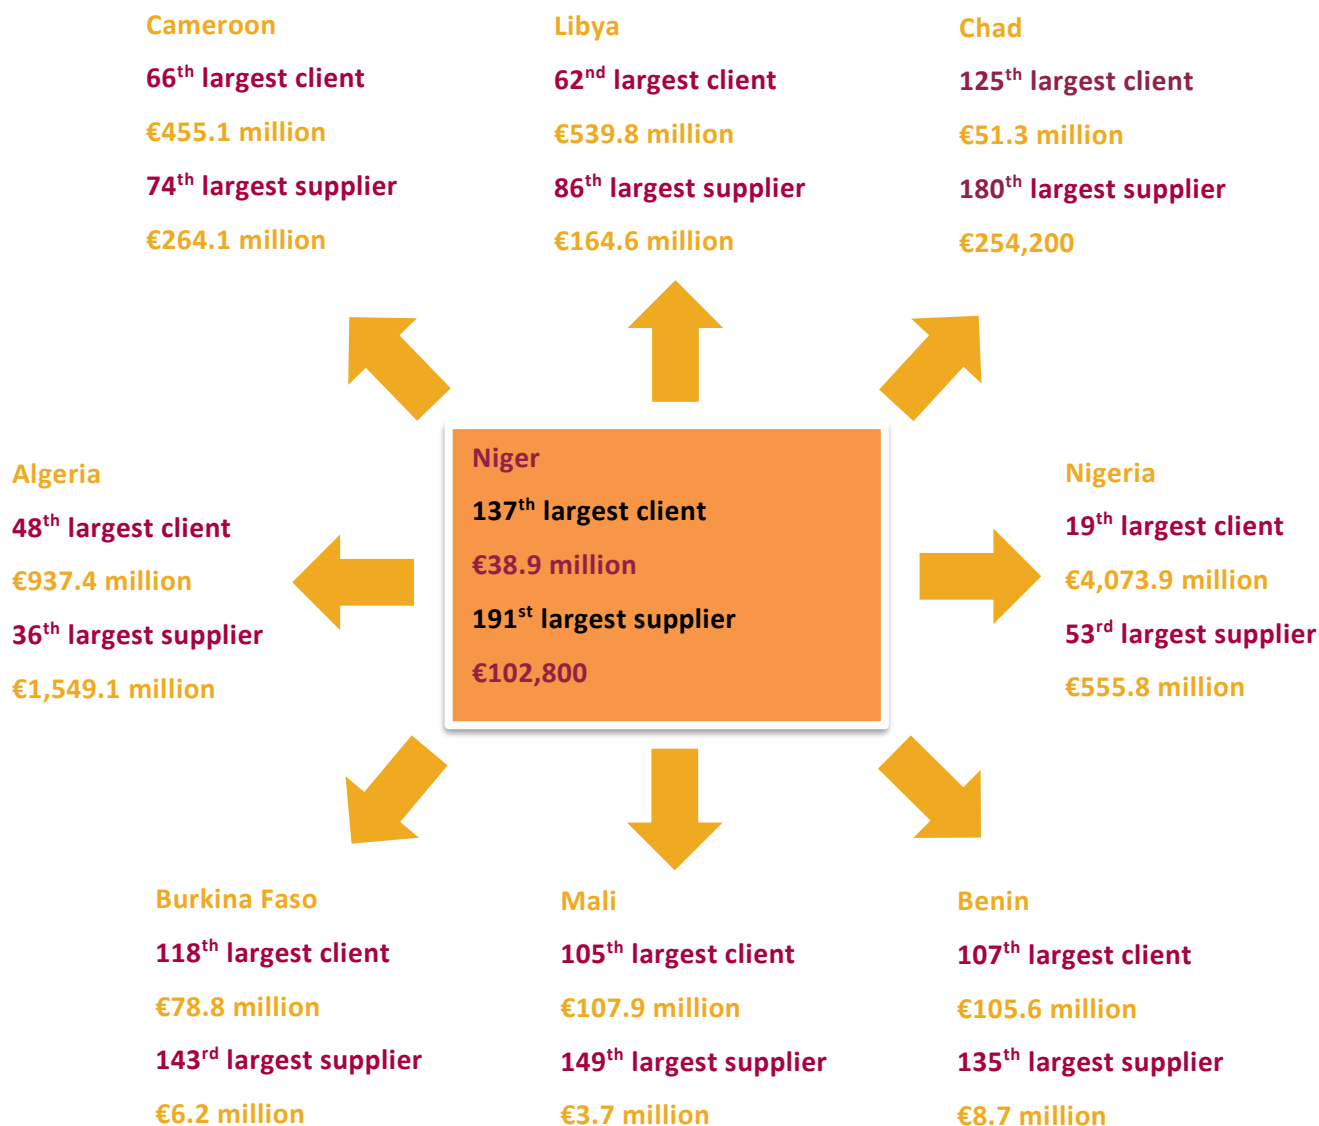 Cameroon
66th largest client
€455.1 million
74th largest supplier
€264.1 million
Libya
62nd largest client
€539.8 million
86th largest supplier
€164.6 million
Chad
125th largest client
€51.3 million
180th largest supplier
€254,200
Algeria
48th largest client
€937.4 million
36th largest supplier
€1,549.1 million
Niger
137th largest client
€38.9 million
191st largest supplier
€102,800
Nigeria
19th largest client
€4,073.9 million
53rd largest supplier
€555.8 million
Burkina Faso
118th largest client
€78.8 million
143rd largest supplier
€6.2 million
Mali
105th largest client
€107.9 million
149th largest supplier
€3.7 million
Benin
107th largest client
€105.6 million
135th largest supplier
€8.7 million